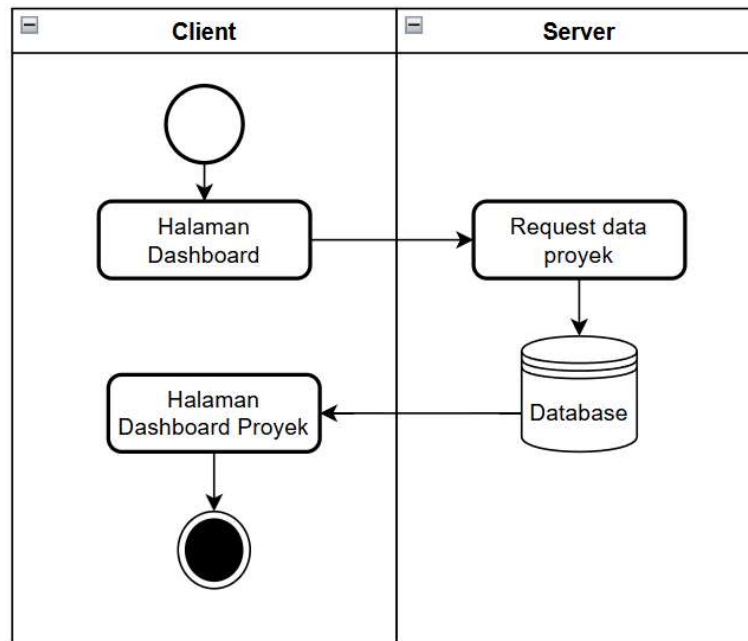 Client
Server
Halaman
Dashboard
Request data
proyek
Database
Halaman
Dashboard Proyek